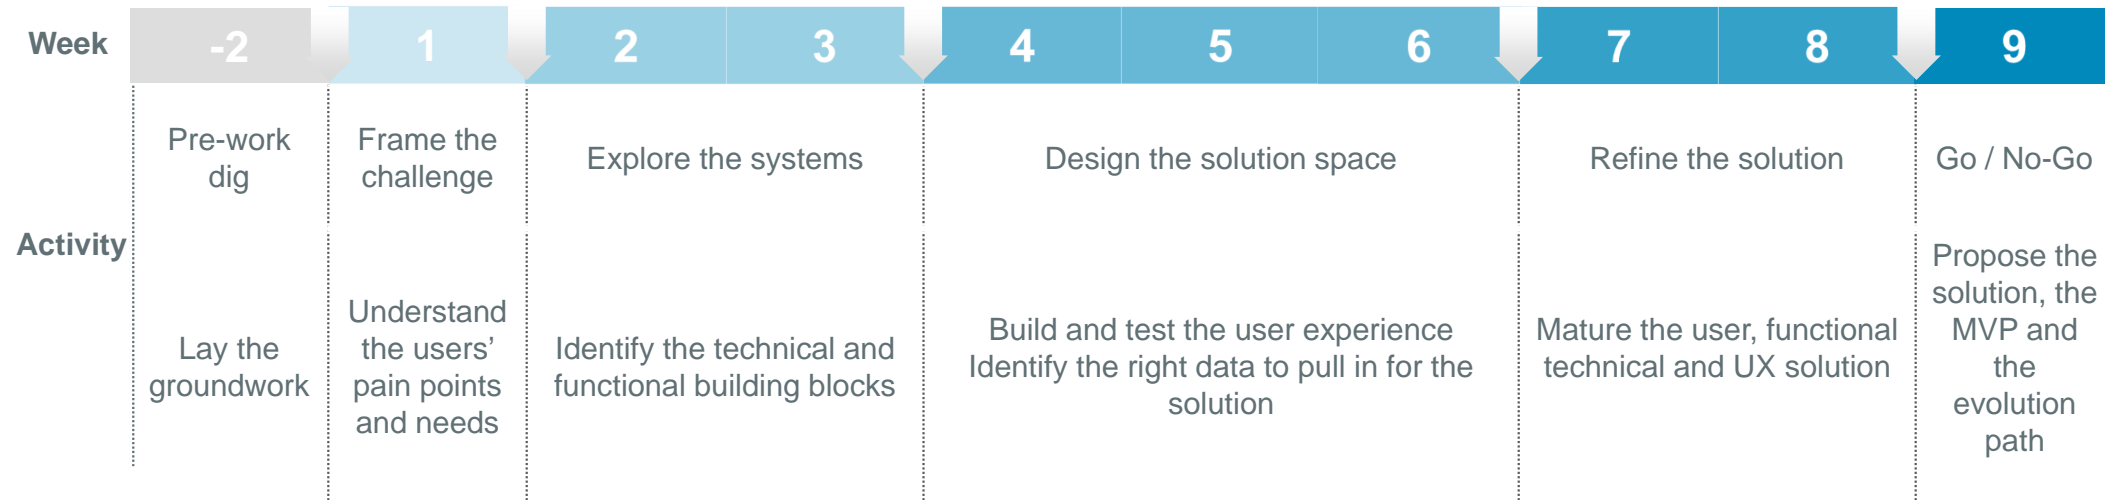 Week
-2
1
2
3
4
5
6
7
8
9
Activity
Pre-work
dig
Frame the
challenge
Explore the systems
Design the solution space
Refine the solution
Go / No-Go
Lay the
groundwork
Understand
the users’
pain points
and needs
Identify the technical and
functional building blocks
Build and test the user experience
Identify the right data to pull in for the
solution
Mature the user, functional
technical and UX solution
Propose the
solution, the
MVP and
the
evolution
path